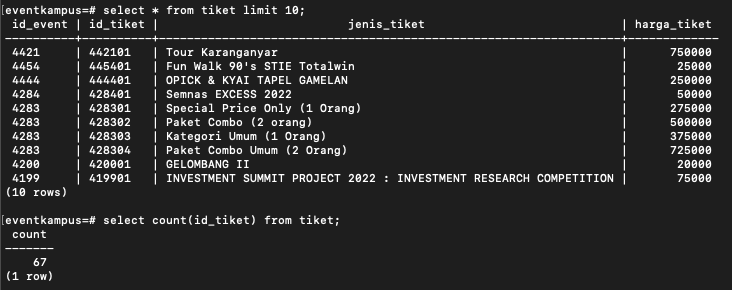 [eventkampus=# select * from tiket limit 10;
 id_event | id_tiket |                          jenis_tiket                          | harga_tiket
----------+----------+---------------------------------------------------------------+-------------
 4421     | 442101   | Tour Karanganyar                                              |      750000
 4454     | 445401   | Fun Walk 90's STIE Totalwin                                   |       25000
 4444     | 444401   | OPICK & KYAI TAPEL GAMELAN                                    |      250000
 4284     | 428401   | Semnas EXCESS 2022                                            |       50000
 4283     | 428301   | Special Price Only (1 Orang)                                  |      275000
 4283     | 428302   | Paket Combo (2 orang)                                         |      500000
 4283     | 428303   | Kategori Umum (1 Orang)                                       |      375000
 4283     | 428304   | Paket Combo Umum (2 Orang)                                    |      725000
 4200     | 420001   | GELOMBANG II                                                  |       20000
 4199     | 419901   | INVESTMENT SUMMIT PROJECT 2022 : INVESTMENT RESEARCH COMPETITION |       75000
(10 rows)
[eventkampus=# select count(id_tiket) from tiket;
 count
-------
    67
(1 row)